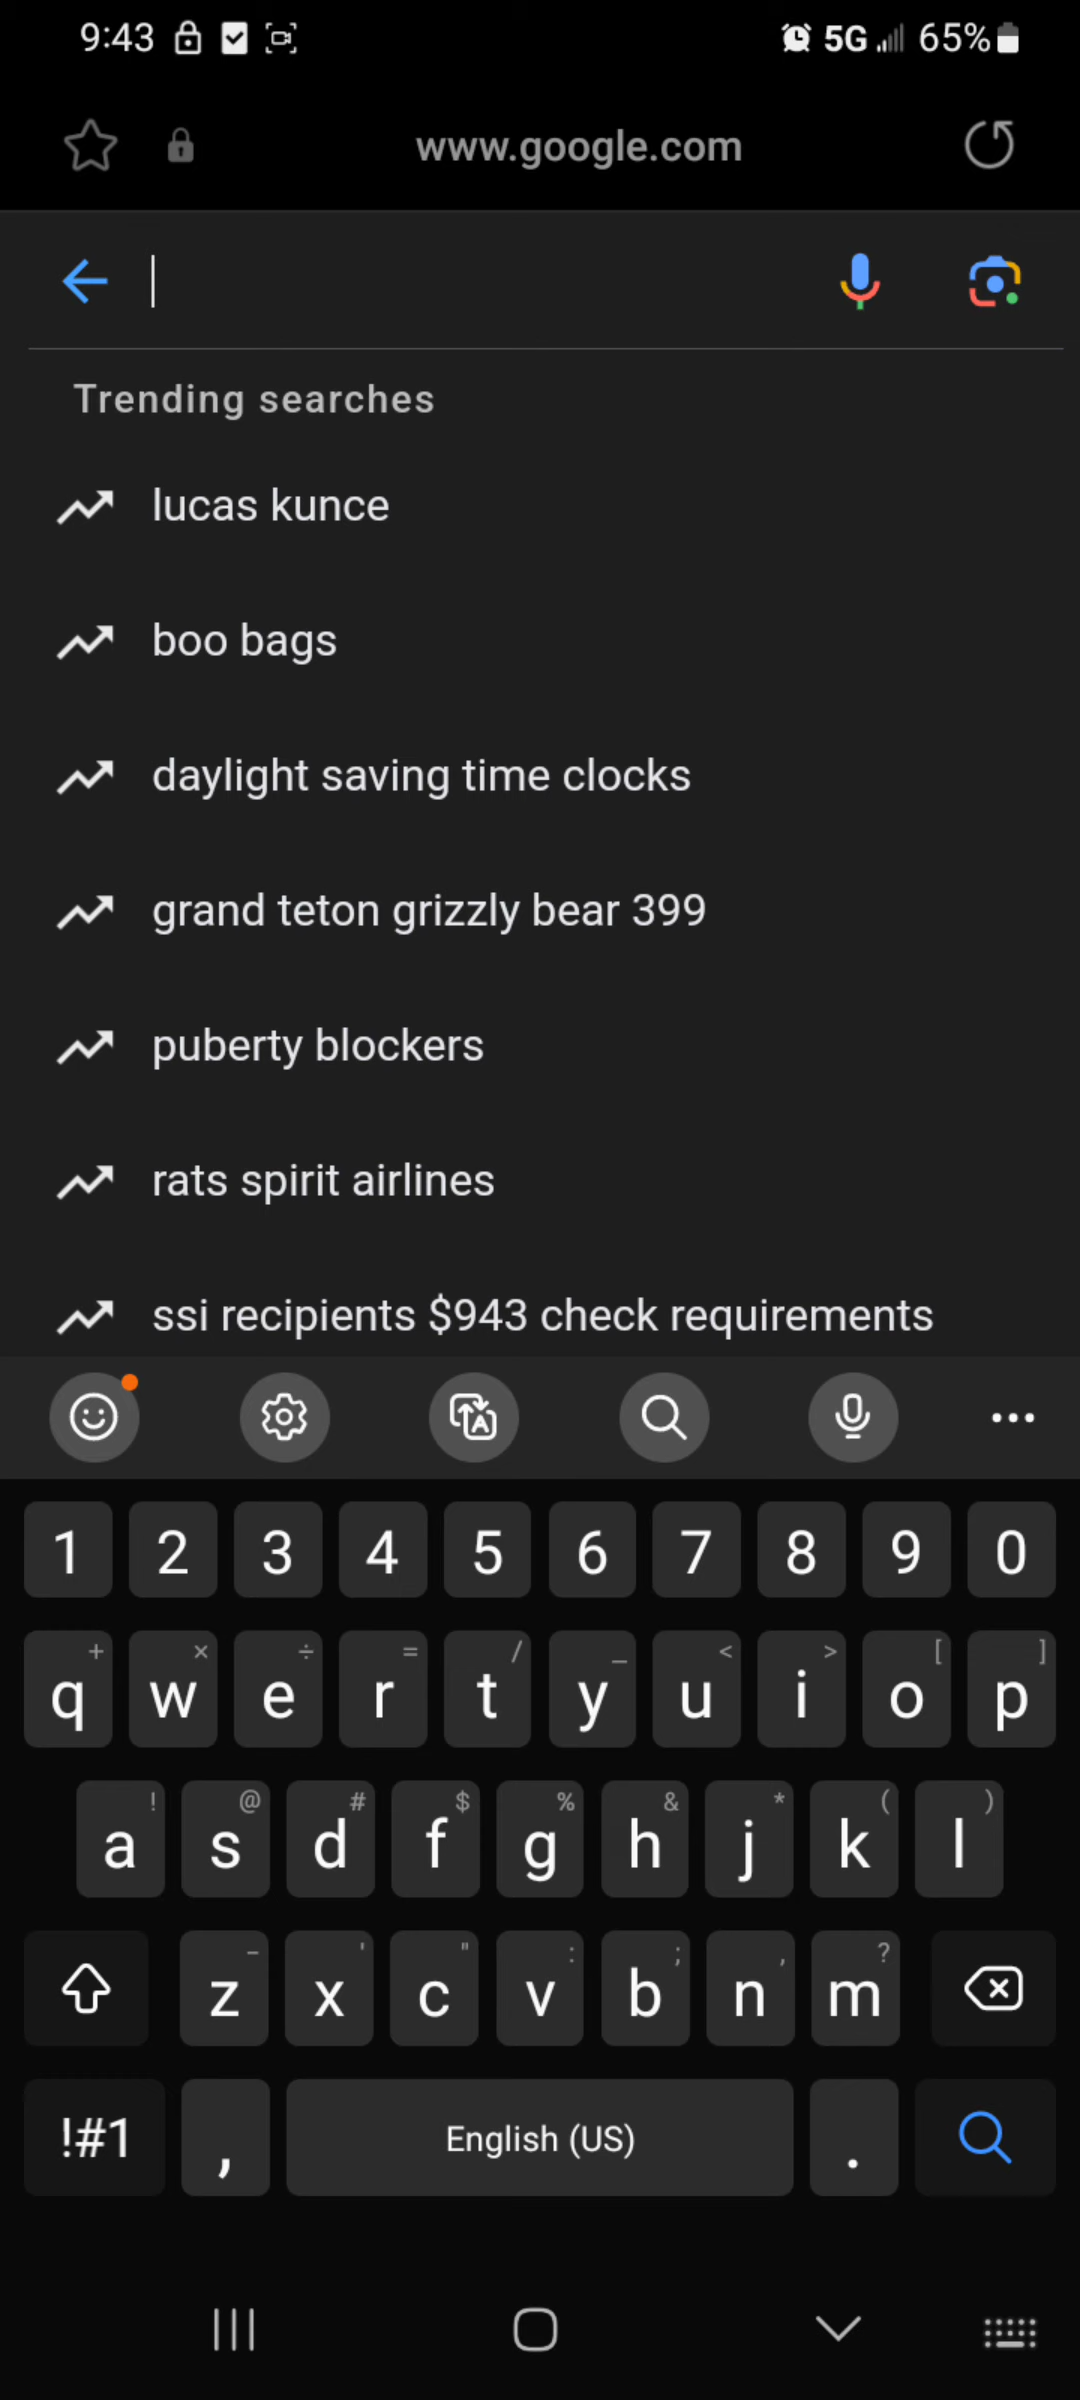 9:43 5G 65%
www.google.com
Trending searches
lucas kunce
boo bags
daylight saving time clocks
grand teton grizzly bear 399
puberty blockers
rats spirit airlines
ssi recipients $943 check requirements
1 2 3 4 5 6 7 8 9 0
+ × ÷ = / _ < > [ ]
q w e r t y u i o p
! @ # $ % & * ( )
a s d f g h j k l
- ' " : ; , ?
z x c v b n m
!#1 , English (US) .